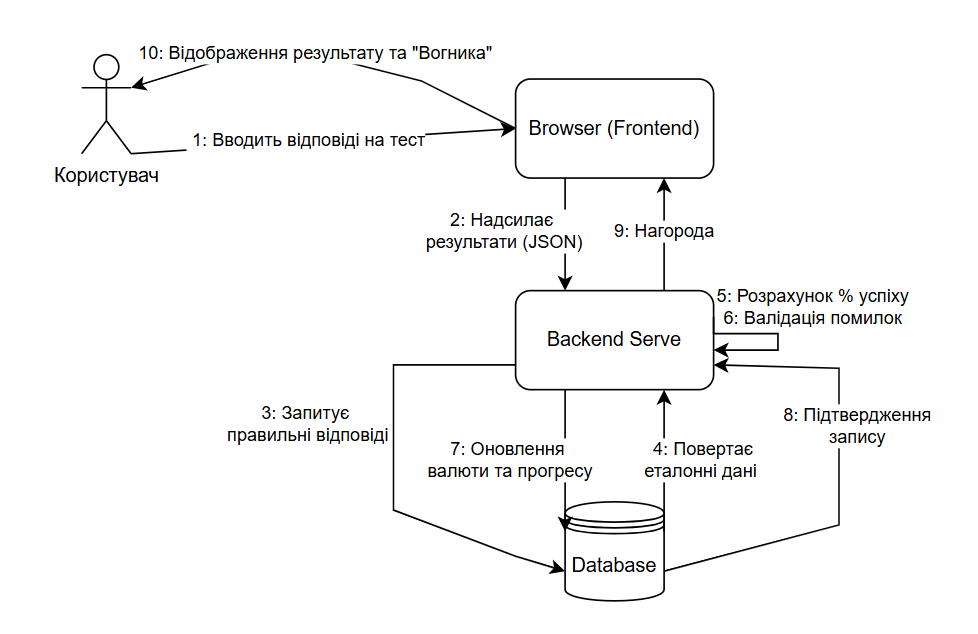 10: Відображення результату та "Вогника"
Browser (Frontend)
1: Вводить відповіді на тест
Користувач
2: Надсилає
результати (JSON)
9: Нагорода
5: Розрахунок % успіху
6: Валідація помилок
Backend Serve
3: Запитує
правильні відповіді
7: Оновлення
валюти та прогресу
4: Повертає
еталонні дані
8: Підтвердження
запису
Database